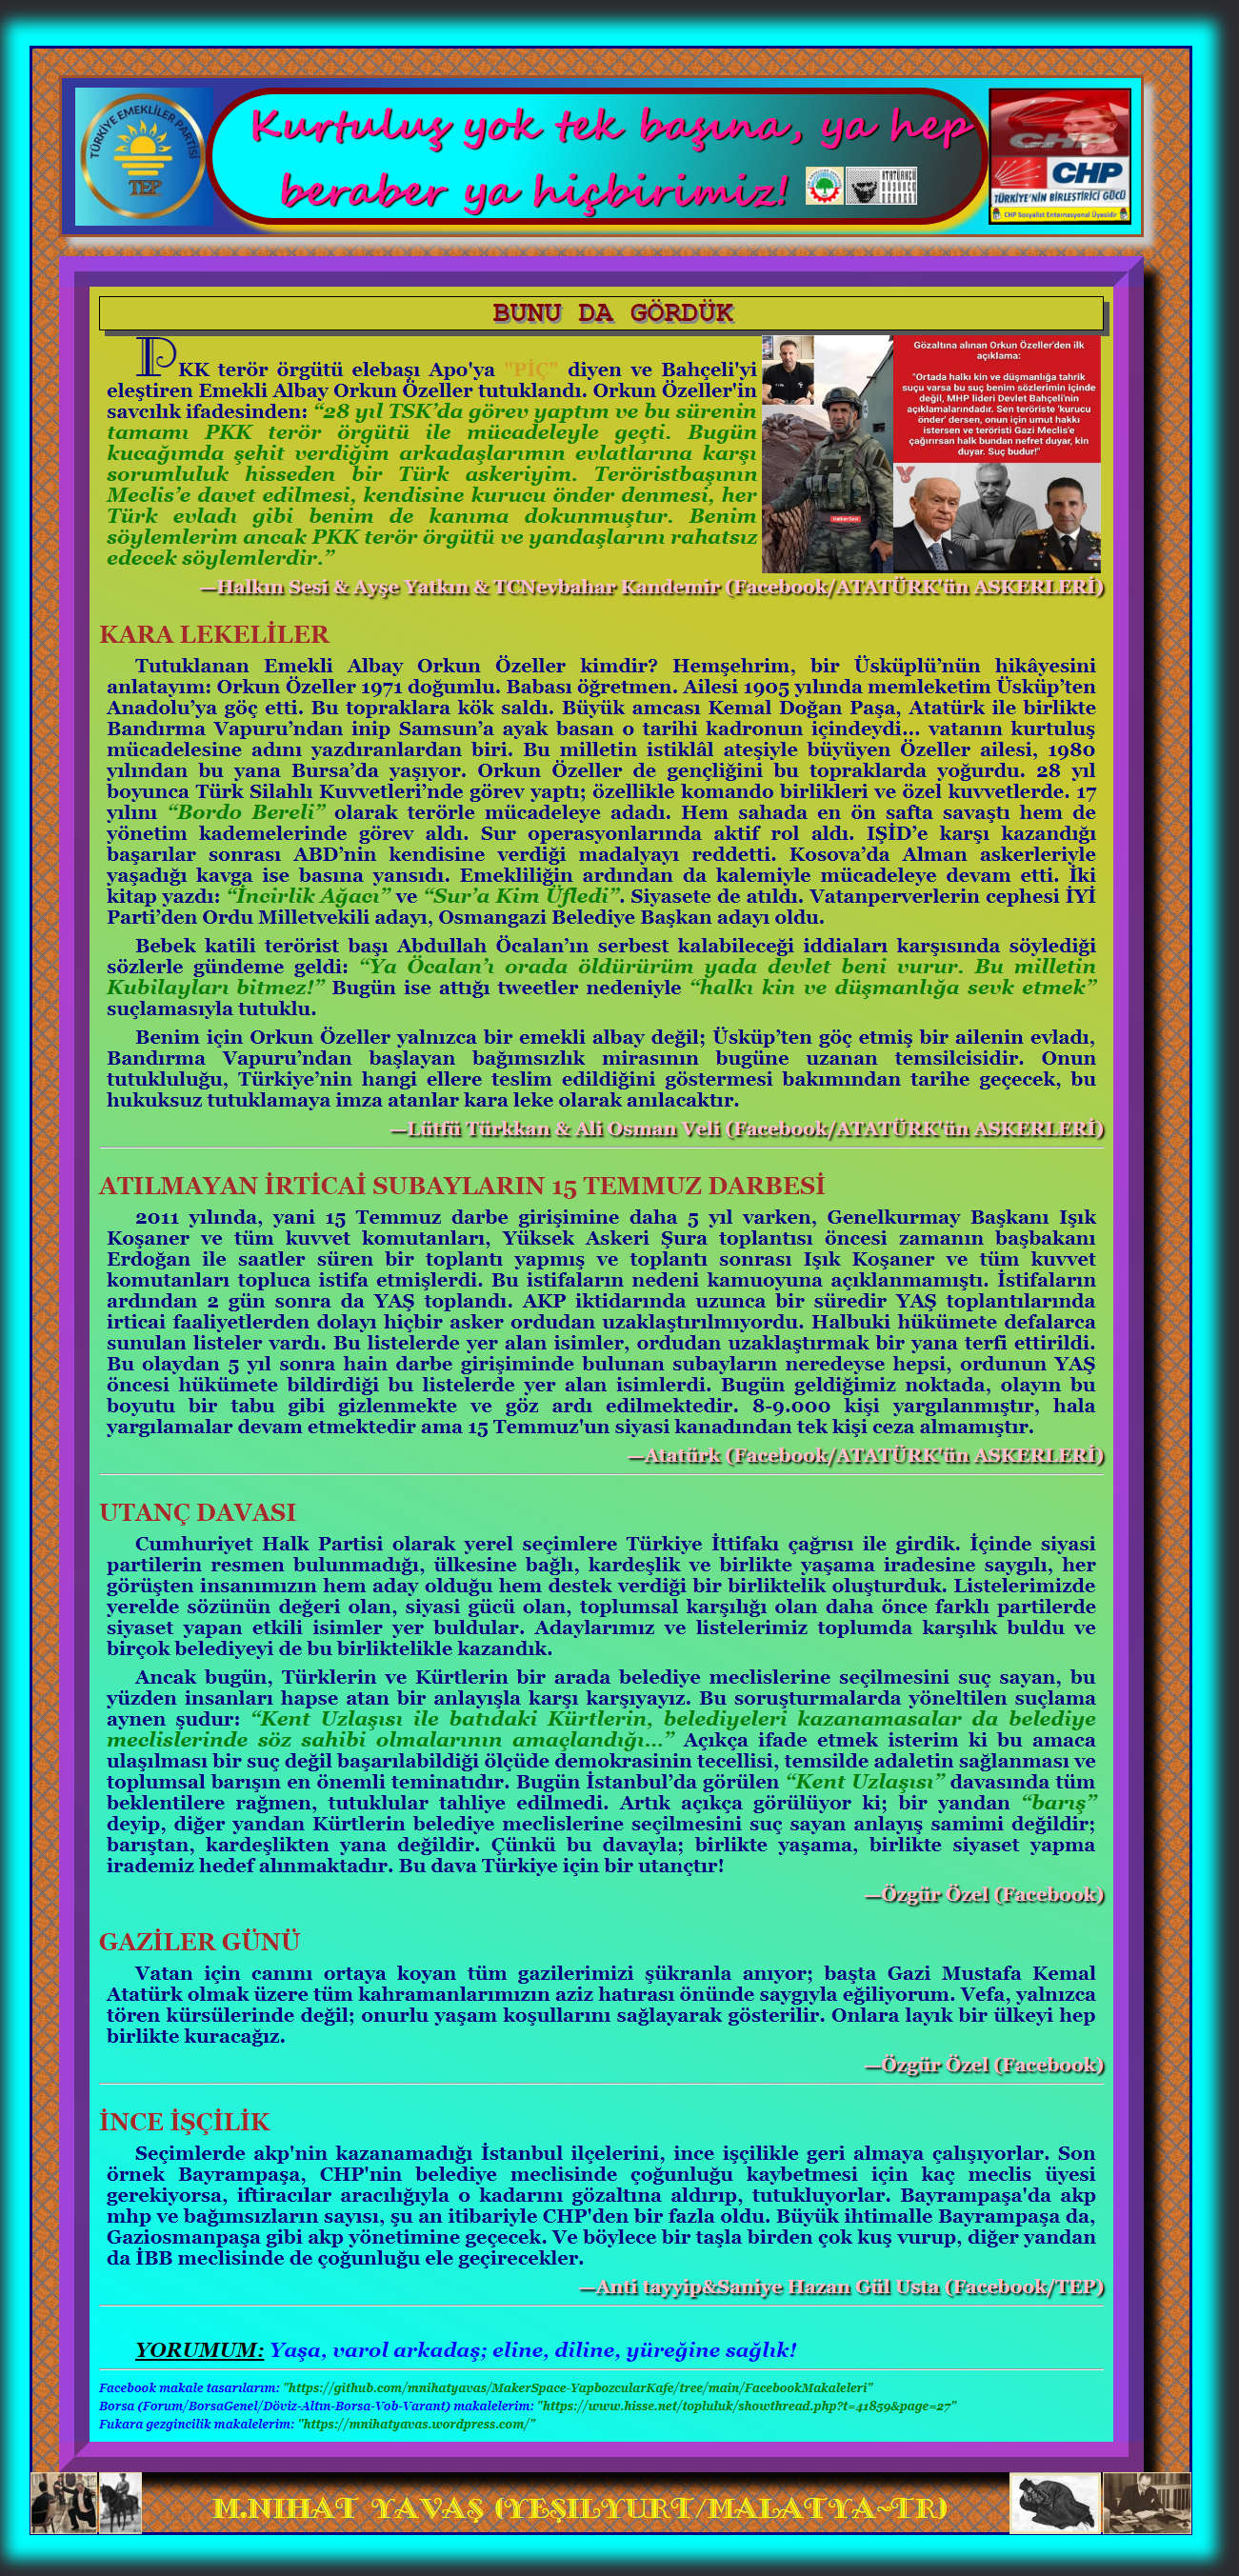 TÜRKİYE EMEKLİLER PARTİSİ
TEP
Kurtuluş yok tek başına, ya hep
beraber ya hiçbirimiz!
ATATÜRKÇÜ
DÜŞÜNCE
DERNEĞİ
CHP
CHP
TÜRKİYE'NİN BİRLEŞTİRİCİ GÜCÜ
CHP Sosyalist Enternasyonal Üyesidir
BUNU DA GÖRDÜK
PKK terör örgütü elebaşı Apo'ya "PİÇ" diyen ve Bahçeli'yi
eleştiren Emekli Albay Orkun Özeller tutuklandı. Orkun Özeller'in
savcılık ifadesinden: “28 yıl TSK’da görev yaptım ve bu sürenin
tamamı PKK terör örgütü ile mücadeleyle geçti. Bugün
kucağımda şehit verdiğim arkadaşlarımın evlatlarına karşı
sorumluluk hisseden bir Türk askeriyim. Teröristbaşının
Meclis’e davet edilmesi, kendisine kurucu önder denmesi, her
Türk evladı gibi benim de kanıma dokunmuştur. Benim
söylemlerim ancak PKK terör örgütü ve yandaşlarını rahatsız
edecek söylemlerdir.”
HalkerSesi
Gözaltına alınan Orkun Özeller'den ilk
açıklama:
"Ortada halkı kin ve düşmanlığa tahrik
suçu varsa bu suç benim sözlerimin içinde
değil, MHP lideri Devlet Bahçeli'nin
açıklamalarındadır. Sen teröriste 'kurucu
önder' dersen, onun için umut hakkı
istersen ve teröristi Gazi Meclis'e
çağırırsan halk bundan nefret duyar, kin
duyar. Suç budur!"
—Halkın Sesi & Ayşe Yatkın & TCNevbahar Kandemir (Facebook/ATATÜRK'ün ASKERLERİ)
KARA LEKELİLER
Tutuklanan Emekli Albay Orkun Özeller kimdir? Hemşehrim, bir Üsküplü’nün hikâyesini
anlatayım: Orkun Özeller 1971 doğumlu. Babası öğretmen. Ailesi 1905 yılında memleketim Üsküp’ten
Anadolu’ya göç etti. Bu topraklara kök saldı. Büyük amcası Kemal Doğan Paşa, Atatürk ile birlikte
Bandırma Vapuru’ndan inip Samsun’a ayak basan o tarihi kadronun içindeydi… vatanın kurtuluş
mücadelesine adını yazdıranlardan biri. Bu milletin istiklâl ateşiyle büyüyen Özeller ailesi, 1980
yılından bu yana Bursa’da yaşıyor. Orkun Özeller de gençliğini bu topraklarda yoğurdu. 28 yıl
boyunca Türk Silahlı Kuvvetleri’nde görev yaptı; özellikle komando birlikleri ve özel kuvvetlerde. 17
yılını “Bordo Bereli” olarak terörle mücadeleye adadı. Hem sahada en ön safta savaştı hem de
yönetim kademelerinde görev aldı. Sur operasyonlarında aktif rol aldı. IŞİD’e karşı kazandığı
başarılar sonrası ABD’nin kendisine verdiği madalyayı reddetti. Kosova’da Alman askerleriyle
yaşadığı kavga ise basına yansıdı. Emekliliğin ardından da kalemiyle mücadeleye devam etti. İki
kitap yazdı: “İncirlik Ağacı” ve “Sur’a Kim Üfledi”. Siyasete de atıldı. Vatanperverlerin cephesi İYİ
Parti’den Ordu Milletvekili adayı, Osmangazi Belediye Başkan adayı oldu.
Bebek katili terörist başı Abdullah Öcalan’ın serbest kalabileceği iddiaları karşısında söylediği
sözlerle gündeme geldi: “Ya Öcalan’ı orada öldürürüm yada devlet beni vurur. Bu milletin
Kubilayları bitmez!” Bugün ise attığı tweetler nedeniyle “halkı kin ve düşmanlığa sevk etmek”
suçlamasıyla tutuklu.
Benim için Orkun Özeller yalnızca bir emekli albay değil; Üsküp’ten göç etmiş bir ailenin evladı,
Bandırma Vapuru’ndan başlayan bağımsızlık mirasının bugüne uzanan temsilcisidir. Onun
tutukluluğu, Türkiye’nin hangi ellere teslim edildiğini göstermesi bakımından tarihe geçecek, bu
hukuksuz tutuklamaya imza atanlar kara leke olarak anılacaktır.
—Lütfü Türkkan & Ali Osman Veli (Facebook/ATATÜRK'ün ASKERLERİ)
ATILMAYAN İRTİCAİ SUBAYLARIN 15 TEMMUZ DARBESİ
2011 yılında, yani 15 Temmuz darbe girişimine daha 5 yıl varken, Genelkurmay Başkanı Işık
Koşaner ve tüm kuvvet komutanları, Yüksek Askeri Şura toplantısı öncesi zamanın başbakanı
Erdoğan ile saatler süren bir toplantı yapmış ve toplantı sonrası Işık Koşaner ve tüm kuvvet
komutanları topluca istifa etmişlerdi. Bu istifaların nedeni kamuoyuna açıklanmamıştı. İstifaların
ardından 2 gün sonra da YAŞ toplandı. AKP iktidarında uzunca bir süredir YAŞ toplantılarında
irticai faaliyetlerden dolayı hiçbir asker ordudan uzaklaştırılmıyordu. Halbuki hükümete defalarca
sunulan listeler vardı. Bu listelerde yer alan isimler, ordudan uzaklaştırmak bir yana terfi ettirildi.
Bu olaydan 5 yıl sonra hain darbe girişiminde bulunan subayların neredeyse hepsi, ordunun YAŞ
öncesi hükümete bildirdiği bu listelerde yer alan isimlerdi. Bugün geldiğimiz noktada, olayın bu
boyutu bir tabu gibi gizlenmekte ve göz ardı edilmektedir. 8-9.000 kişi yargılanmıştır, hala
yargılamalar devam etmektedir ama 15 Temmuz'un siyasi kanadından tek kişi ceza almamıştır.
—Atatürk (Facebook/ATATÜRK'ün ASKERLERİ)
UTANÇ DAVASI
Cumhuriyet Halk Partisi olarak yerel seçimlere Türkiye İttifakı çağrısı ile girdik. İçinde siyasi
partilerin resmen bulunmadığı, ülkesine bağlı, kardeşlik ve birlikte yaşama iradesine saygılı, her
görüşten insanımızın hem aday olduğu hem destek verdiği bir birliktelik oluşturduk. Listelerimizde
yerelde sözünün değeri olan, siyasi gücü olan, toplumsal karşılığı olan daha önce farklı partilerde
siyaset yapan etkili isimler yer buldular. Adaylarımız ve listelerimiz toplumda karşılık buldu ve
birçok belediyeyi de bu birliktelikle kazandık.
Ancak bugün, Türklerin ve Kürtlerin bir arada belediye meclislerine seçilmesini suç sayan, bu
yüzden insanları hapse atan bir anlayışla karşı karşıyayız. Bu soruşturmalarda yöneltilen suçlama
aynen şudur: “Kent Uzlaşısı ile batıdaki Kürtlerin, belediyeleri kazanamasalar da belediye
meclislerinde söz sahibi olmalarının amaçlandığı…” Açıkça ifade etmek isterim ki bu amaca
ulaşılması bir suç değil başarılabildiği ölçüde demokrasinin tecellisi, temsilde adaletin sağlanması ve
toplumsal barışın en önemli teminatıdır. Bugün İstanbul’da görülen “Kent Uzlaşısı” davasında tüm
beklentilere rağmen, tutuklular tahliye edilmedi. Artık açıkça görülüyor ki; bir yandan “barış”
deyip, diğer yandan Kürtlerin belediye meclislerine seçilmesini suç sayan anlayış samimi değildir;
barıştan, kardeşlikten yana değildir. Çünkü bu davayla; birlikte yaşama, birlikte siyaset yapma
irademiz hedef alınmaktadır. Bu dava Türkiye için bir utançtır!
—Özgür Özel (Facebook)
GAZİLER GÜNÜ
Vatan için canını ortaya koyan tüm gazilerimizi şükranla anıyor; başta Gazi Mustafa Kemal
Atatürk olmak üzere tüm kahramanlarımızın aziz hatırası önünde saygıyla eğiliyorum. Vefa, yalnızca
tören kürsülerinde değil; onurlu yaşam koşullarını sağlayarak gösterilir. Onlara layık bir ülkeyi hep
birlikte kuracağız.
—Özgür Özel (Facebook)
İNCE İŞÇİLİK
Seçimlerde akp'nin kazanamadığı İstanbul ilçelerini, ince işçilikle geri almaya çalışıyorlar. Son
örnek Bayrampaşa, CHP'nin belediye meclisinde çoğunluğu kaybetmesi için kaç meclis üyesi
gerekiyorsa, iftiracılar aracılığıyla o kadarını gözaltına aldırıp, tutukluyorlar. Bayrampaşa'da akp
mhp ve bağımsızların sayısı, şu an itibariyle CHP'den bir fazla oldu. Büyük ihtimalle Bayrampaşa da,
Gaziosmanpaşa gibi akp yönetimine geçecek. Ve böylece bir taşla birden çok kuş vurup, diğer yandan
da İBB meclisinde de çoğunluğu ele geçirecekler.
—Anti tayyip&Saniye Hazan Gül Usta (Facebook/TEP)
YORUMUM: Yaşa, varol arkadaş; eline, diline, yüreğine sağlık!
Facebook makale tasarılarım: "https://github.com/mnihatyavas/MakerSpace-YapbozcularKafe/tree/main/FacebookMakaleleri"
Borsa (Forum/BorsaGenel/Döviz-Altın-Borsa-Vob-Varant) makalelerim: "https://www.hisse.net/topluluk/showthread.php?t=41859&page=27"
Fukara gezgincilik makalelerim: "https://mnihatyavas.wordpress.com/"
M.NIHAT YAVAŞ (YEŞILYURT/MALATYA~TR)